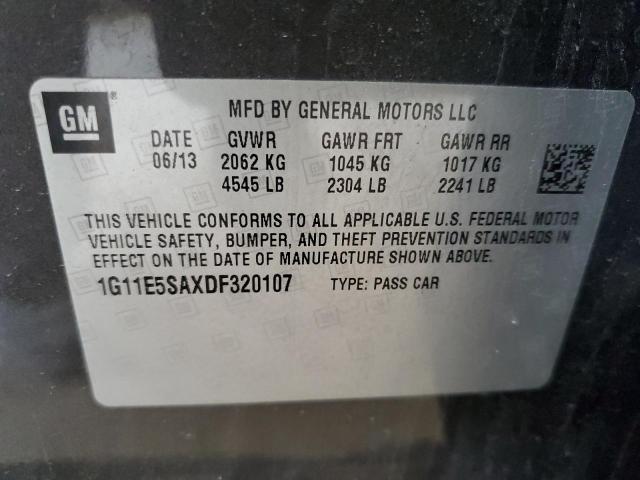 GM
MFD BY GENERAL MOTORS LLC
DATE GVWR GAWR FRT GAWR RR
06/13 2062 KG 1045 KG 1017 KG
4545 LB 2304 LB 2241 LB
THIS VEHICLE CONFORMS TO ALL APPLICABLE U.S. FEDERAL MOTOR
VEHICLE SAFETY, BUMPER, AND THEFT PREVENTION STANDARDS IN
EFFECT ON THE DATE OF MANUFACTURE SHOWN ABOVE.
1G11E5SAXDF320107 TYPE: PASS CAR